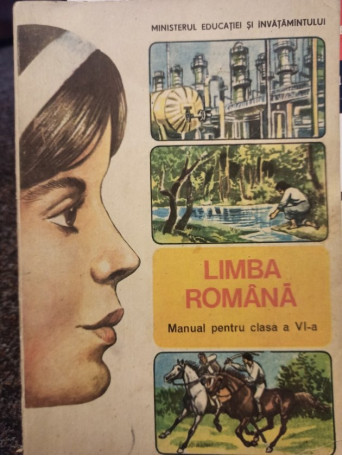 MINISTERUL EDUCAȚIEI ȘI ÎNVĂȚĂMÎNTULUI
LIMBA
ROMÂNĂ
Manual pentru clasa a VI-a